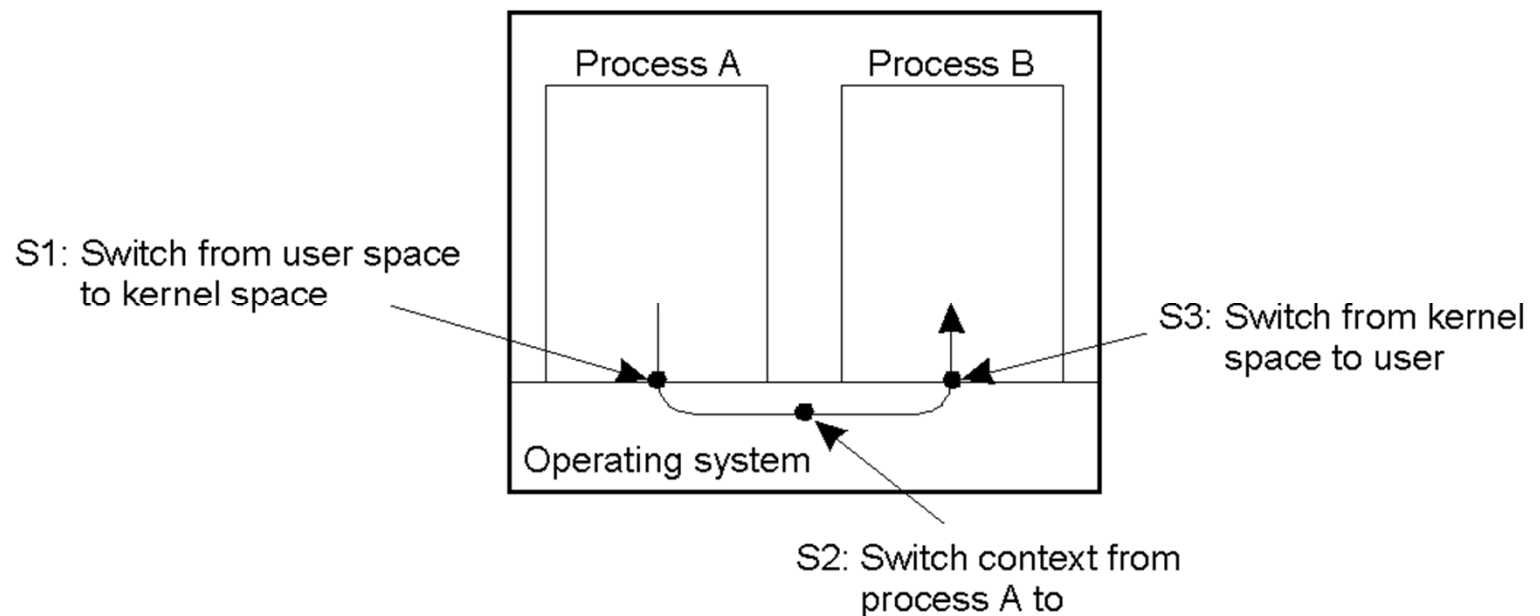 Process A
Process B
S1: Switch from user space
to kernel space
S3: Switch from kernel
space to user
Operating system
S2: Switch context from
process A to